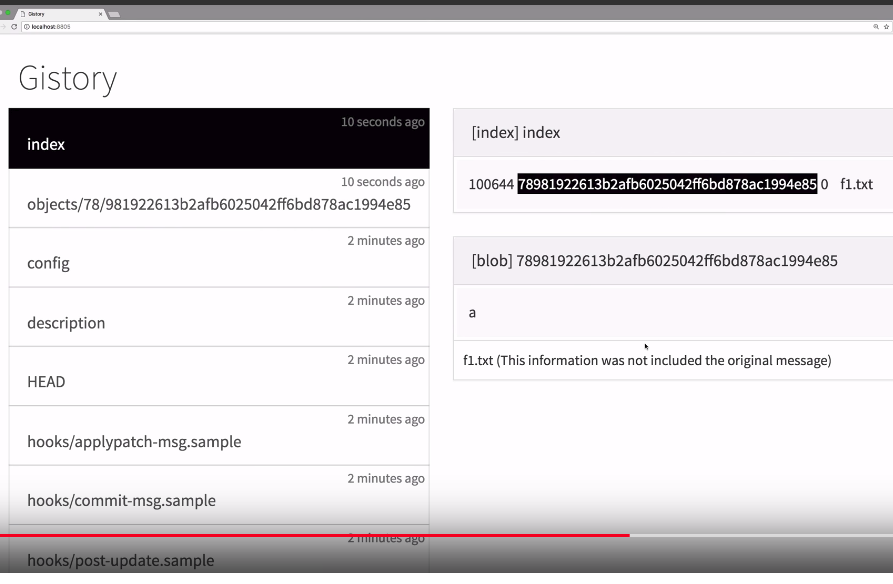 Gistory
localhost:8805
Gistory
10 seconds ago
index
10 seconds ago
objects/78/981922613b2afb6025042ff6bd878ac1994e85
2 minutes ago
config
2 minutes ago
description
2 minutes ago
HEAD
2 minutes ago
hooks/applypatch-msg.sample
2 minutes ago
hooks/commit-msg.sample
2 minutes ago
hooks/post-update.sample
[index] index
100644 78981922613b2afb6025042ff6bd878ac1994e85 0 f1.txt
[blob] 78981922613b2afb6025042ff6bd878ac1994e85
a
f1.txt (This information was not included the original message)